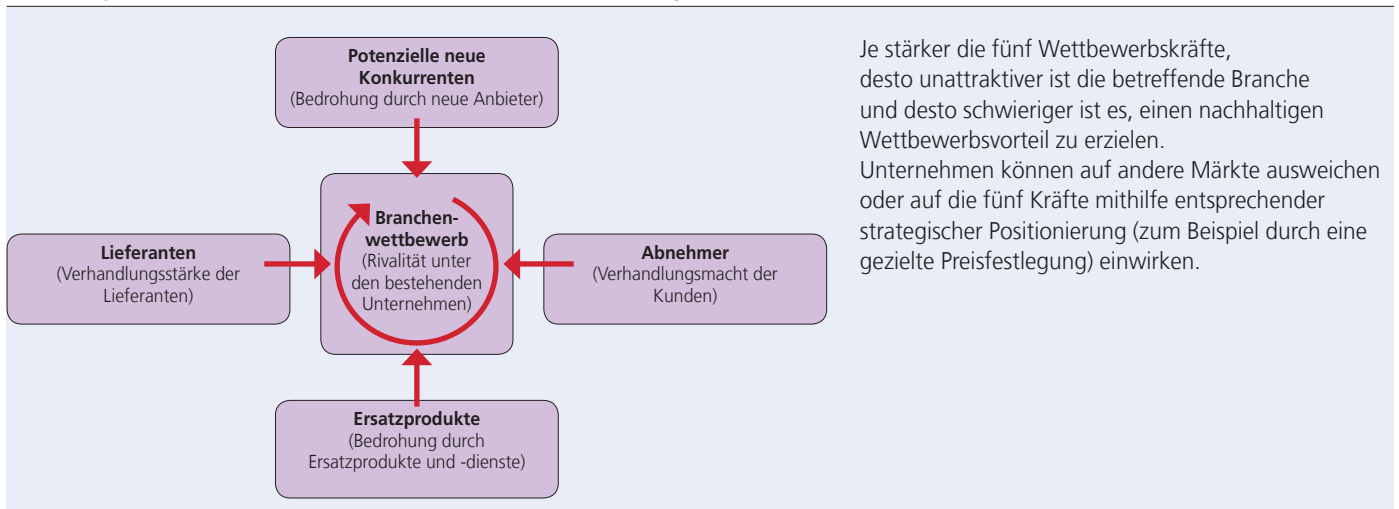 Potenzielle neue
Konkurrenten
(Bedrohung durch neue Anbieter)
Lieferanten
(Verhandlungsstärke der
Lieferanten)
Branchen-
wettbewerb
(Rivalität unter
den bestehenden
Unternehmen)
Abnehmer
(Verhandlungsmacht der
Kunden)
Ersatzprodukte
(Bedrohung durch
Ersatzprodukte und -dienste)
Je stärker die fünf Wettbewerbskräfte,
desto unattraktiver ist die betreffende Branche
und desto schwieriger ist es, einen nachhaltigen
Wettbewerbsvorteil zu erzielen.
Unternehmen können auf andere Märkte ausweichen
oder auf die fünf Kräfte mithilfe entsprechender
strategischer Positionierung (zum Beispiel durch eine
gezielte Preisfestlegung) einwirken.